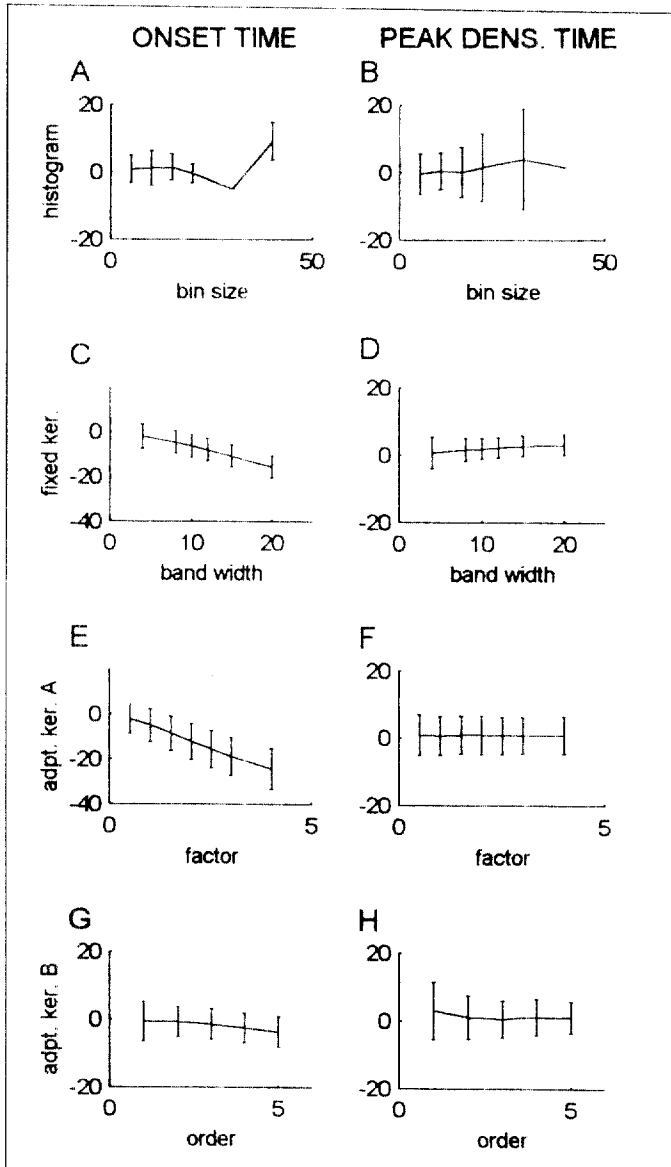 ONSET TIME PEAK DENS. TIME
A B
20 20
histogram
0 0
-20 -20
0 50 0 50
bin size bin size
C D
20
fixed ker.
0 0
-20
-40 -20
0 10 20 0 10 20
band width band width
E F
20
adpt. ker. A
0 0
-20
-40 -20
0 5 0 5
factor factor
G H
20 20
adpt. ker. B
0 0
-20 -20
0 5 0 5
order order